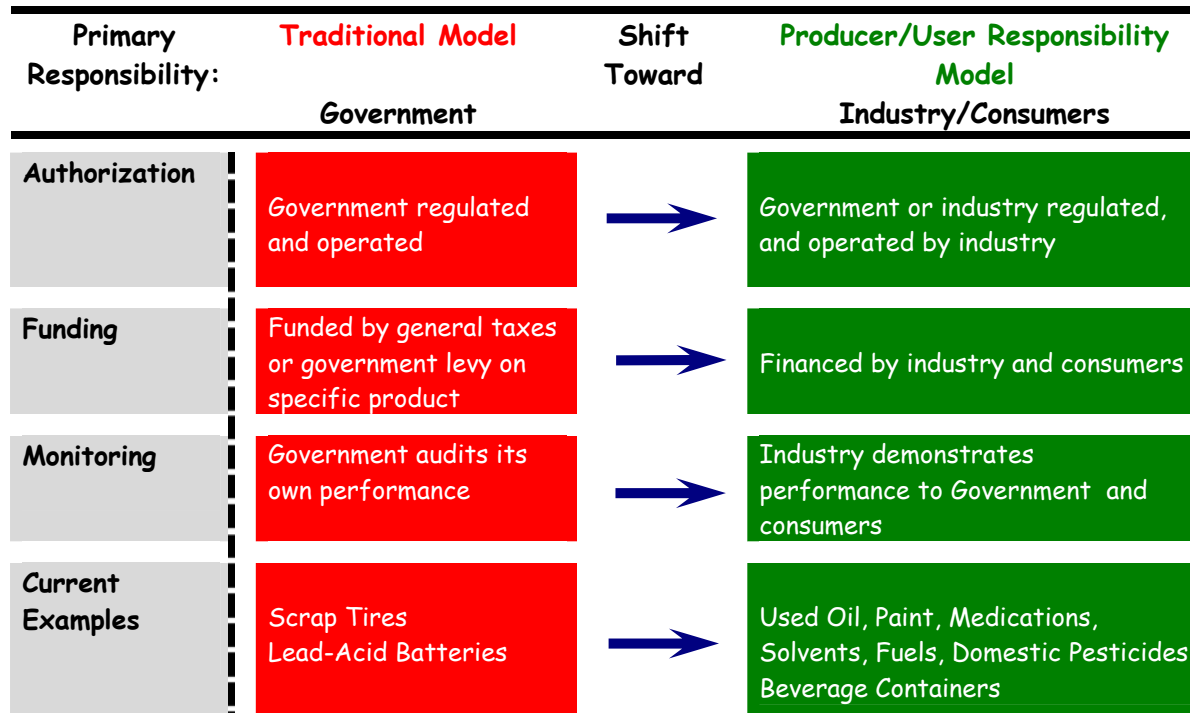 Primary
Responsibility:
Traditional Model
Government
Shift
Toward
Producer/User Responsibility
Model
Industry/Consumers
Authorization
Government regulated
and operated
Government or industry regulated,
and operated by industry
Funding
Funded by general taxes
or government levy on
specific product
Financed by industry and consumers
Monitoring
Government audits its
own performance
Industry demonstrates
performance to Government and
consumers
Current
Examples
Scrap Tires
Lead-Acid Batteries
Used Oil, Paint, Medications,
Solvents, Fuels, Domestic Pesticides
Beverage Containers